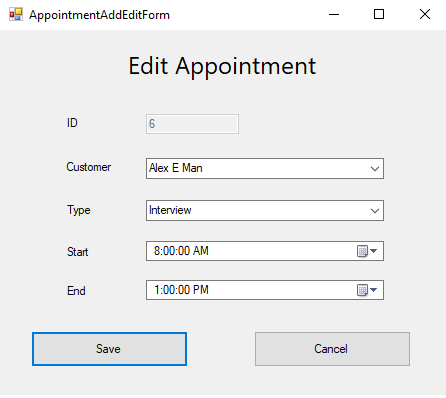 AppointmentAddEditForm
Edit Appointment
ID 6
Customer Alex E Man
Type Interview
Start 8:00:00 AM
End 1:00:00 PM
Save Cancel